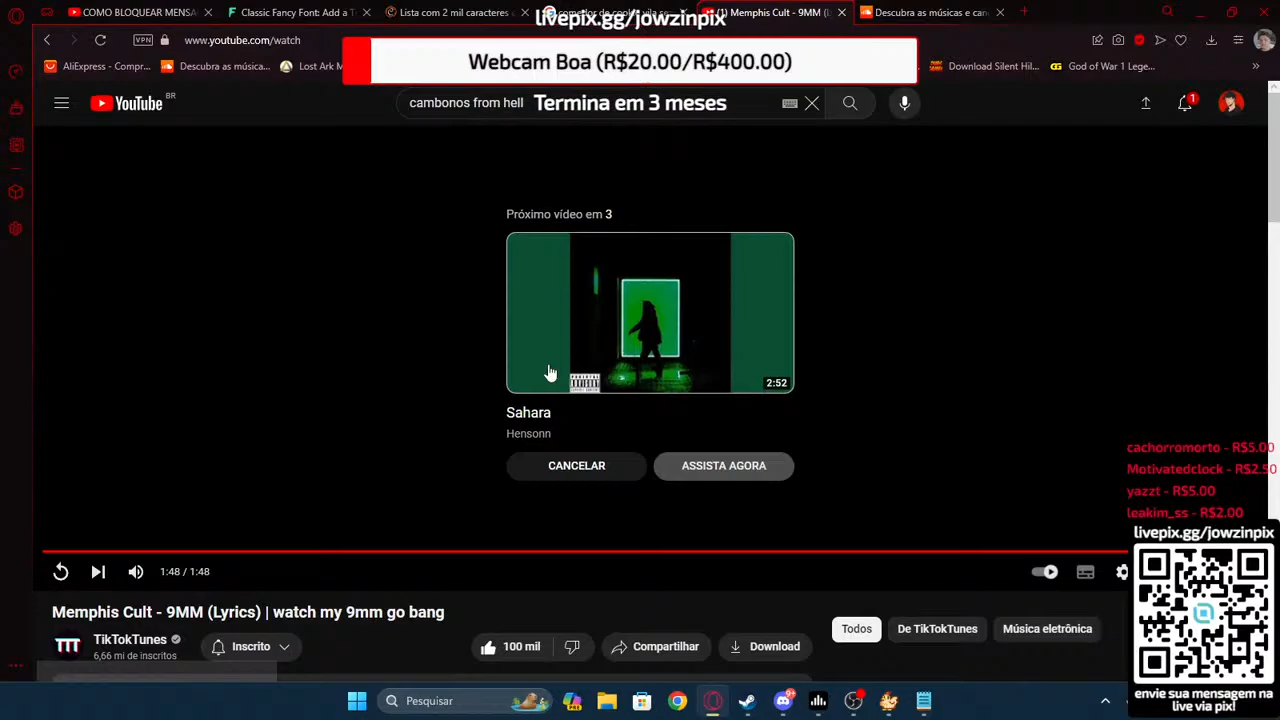 COMO BLOQUEAR MENSA
Classic Fancy Font: Add a T
Lista com 2 mil caracteres
Memphis Cult - 9MM (L
Descubra as músicas e can
livepix.gg/jowzinpix
VPN
www.youtube.com/watch
AliExpress - Compr...
Descubra as música...
Lost Ark M
Webcam Boa (R$20.00/R$400.00)
Download Silent Hil...
God of War 1 Lege...
YouTube BR
cambonos from hell
Termina em 3 meses
1
Próximo vídeo em 3
2:52
Sahara
Hensonn
CANCELAR
ASSISTA AGORA
cachorromorto - R$5.00
Motivatedclock - R$2.50
yazzt - R$5.00
leakim_ss - R$2.00
livepix.gg/jowzinpix
1:48 / 1:48
Memphis Cult - 9MM (Lyrics) | watch my 9mm go bang
TikTokTunes
6,66 mi de inscritos
Inscrito
100 mil
Compartilhar
Download
Todos
De TikTokTunes
Música eletrônica
envie sua mensagem na
live via pix!
Pesquisar